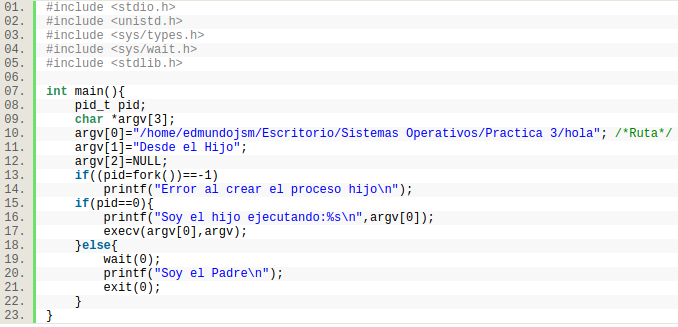 01. #include <stdio.h>
02. #include <unistd.h>
03. #include <sys/types.h>
04. #include <sys/wait.h>
05. #include <stdlib.h>
06.
07. int main(){
08.     pid_t pid;
09.     char *argv[3];
10.     argv[0]="/home/edmundojsm/Escritorio/Sistemas Operativos/Practica 3/hola"; /*Ruta*/
11.     argv[1]="Desde el Hijo";
12.     argv[2]=NULL;
13.     if((pid=fork())==-1)
14.         printf("Error al crear el proceso hijo\n");
15.     if(pid==0){
16.         printf("Soy el hijo ejecutando:%s\n",argv[0]);
17.         execv(argv[0],argv);
18.     }else{
19.         wait(0);
20.         printf("Soy el Padre\n");
21.         exit(0);
22.     }
23. }